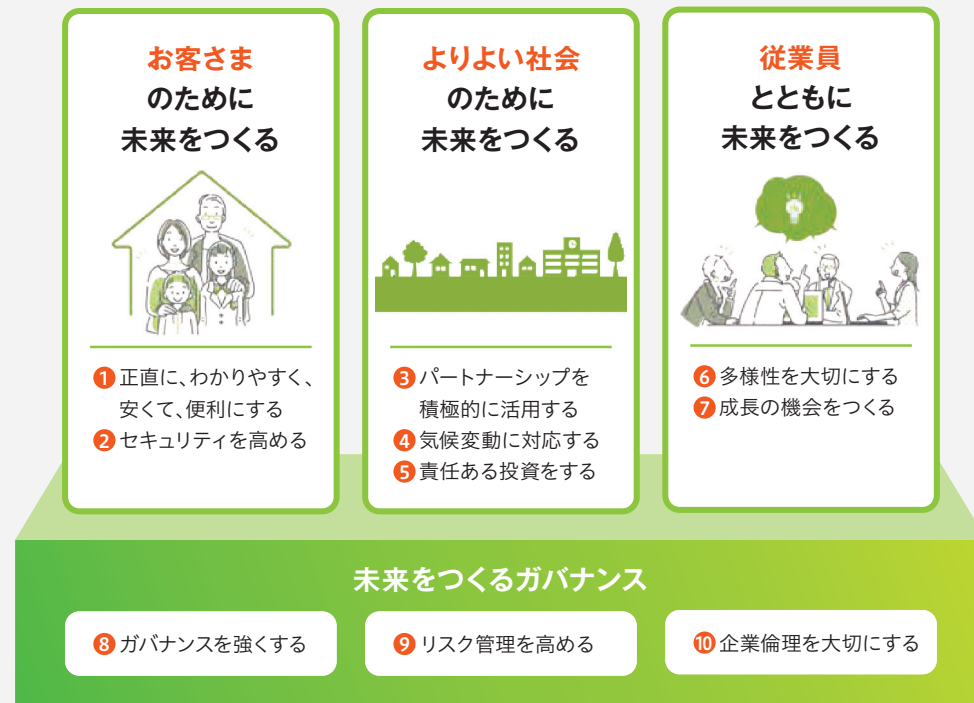 お客さま
のために
未来をつくる
❶正直に、わかりやすく、
安くて、便利にする
❷セキュリティを高める
よりよい社会
のために
未来をつくる
❸パートナーシップを
積極的に活用する
❹気候変動に対応する
❺責任ある投資をする
従業員
とともに
未来をつくる
❻多様性を大切にする
❼成長の機会をつくる
未来をつくるガバナンス
❽ガバナンスを強くする
❾リスク管理を高める
❿企業倫理を大切にする